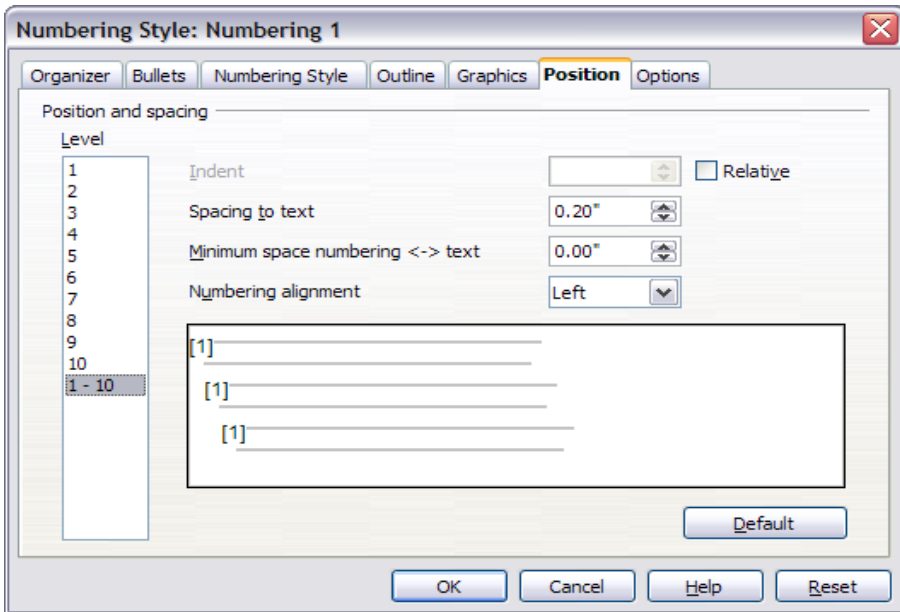 Numbering Style: Numbering 1
Organizer Bullets Numbering Style Outline Graphics Position Options
Position and spacing
Level
1
2
3
4
5
6
7
8
9
10
1 - 10
Indent Relative
Spacing to text 0.20"
Minimum space numbering <-> text 0.00"
Numbering alignment Left
[1]
[1]
[1]
Default
OK Cancel Help Reset